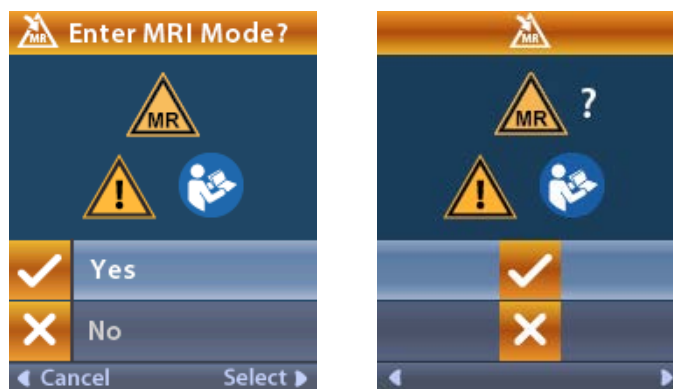 MR Enter MRI Mode?
MR
Yes
No
Cancel Select
MR
MR ?